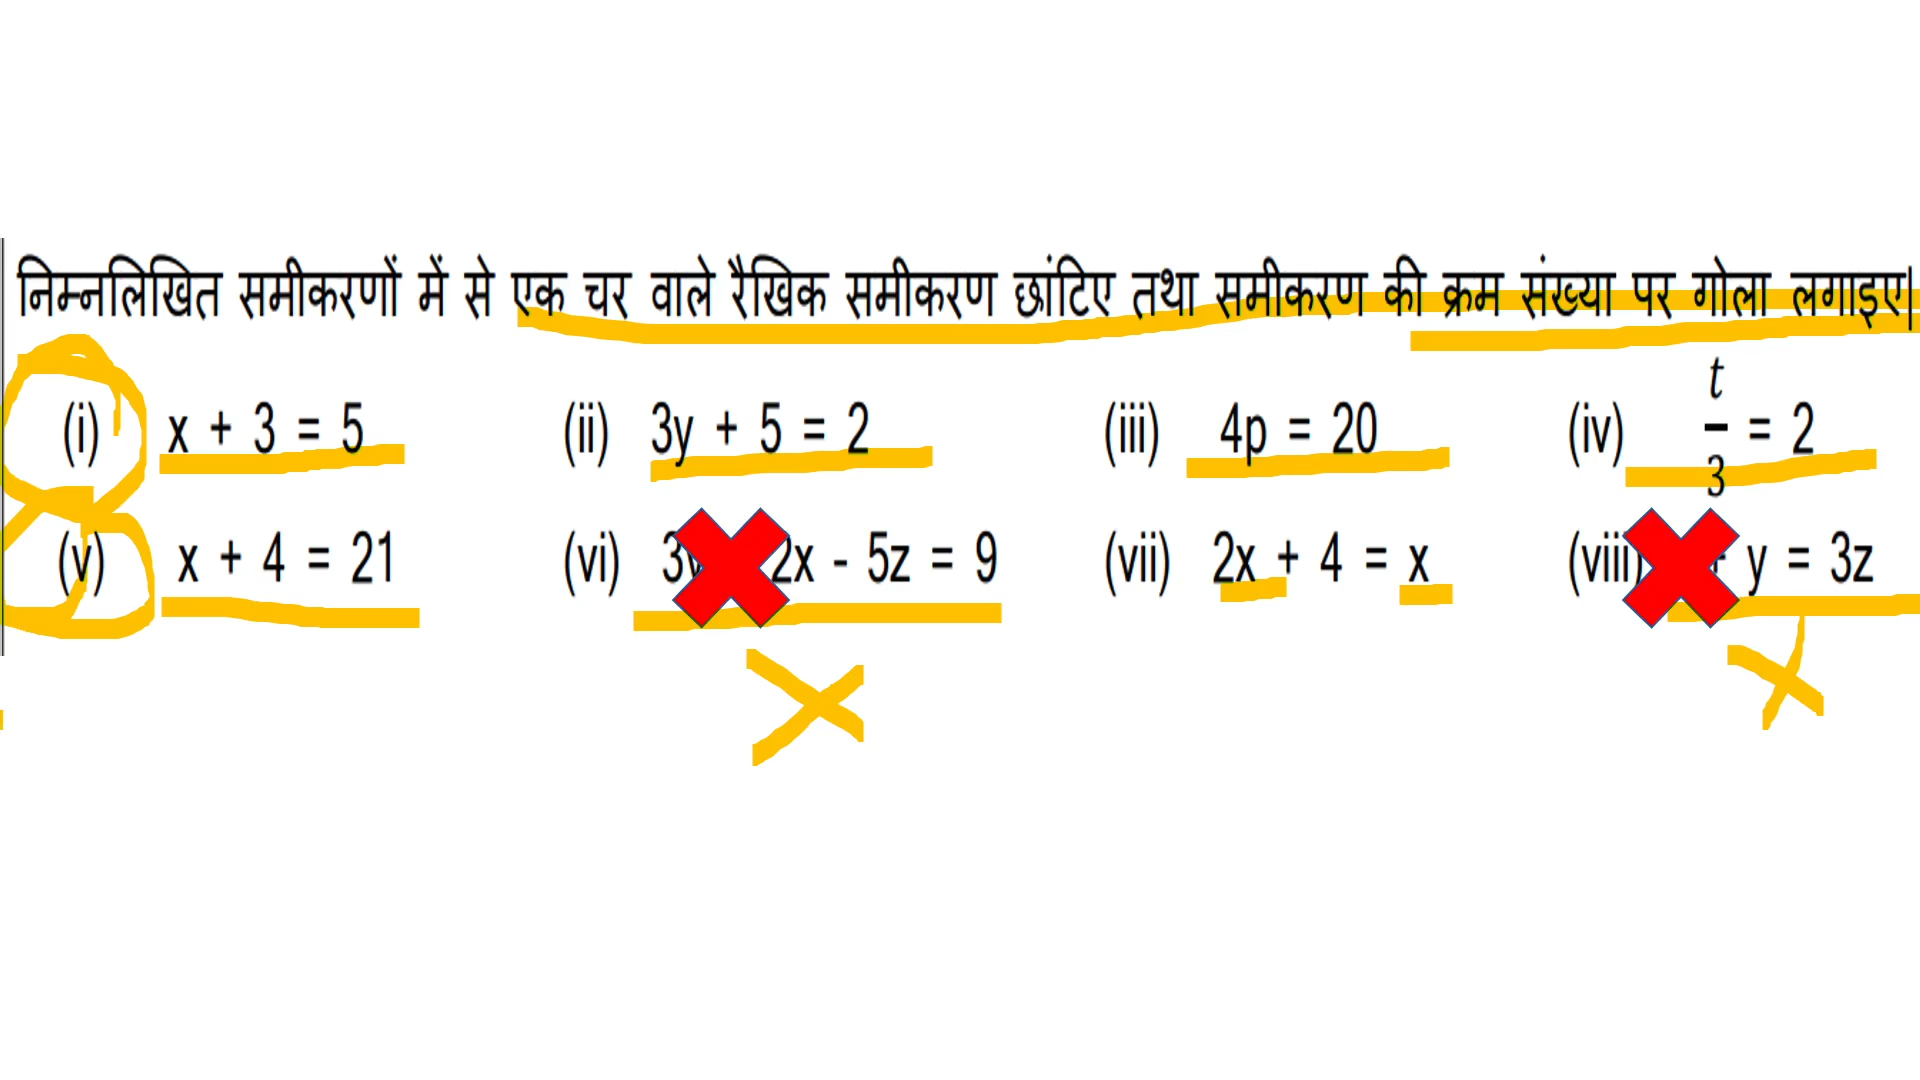 निम्नलिखित समीकरणों में से एक चर वाले रैखिक समीकरण छांटिए तथा समीकरण की क्रम संख्या पर गोला लगाइए|
(i) x + 3 = 5 (ii) 3y + 5 = 2 (iii) 4p = 20 (iv) t/3 = 2
(v) x + 4 = 21 (vi) 2x - 5z = 9 (vii) 2x + 4 = x (viii) y = 3z